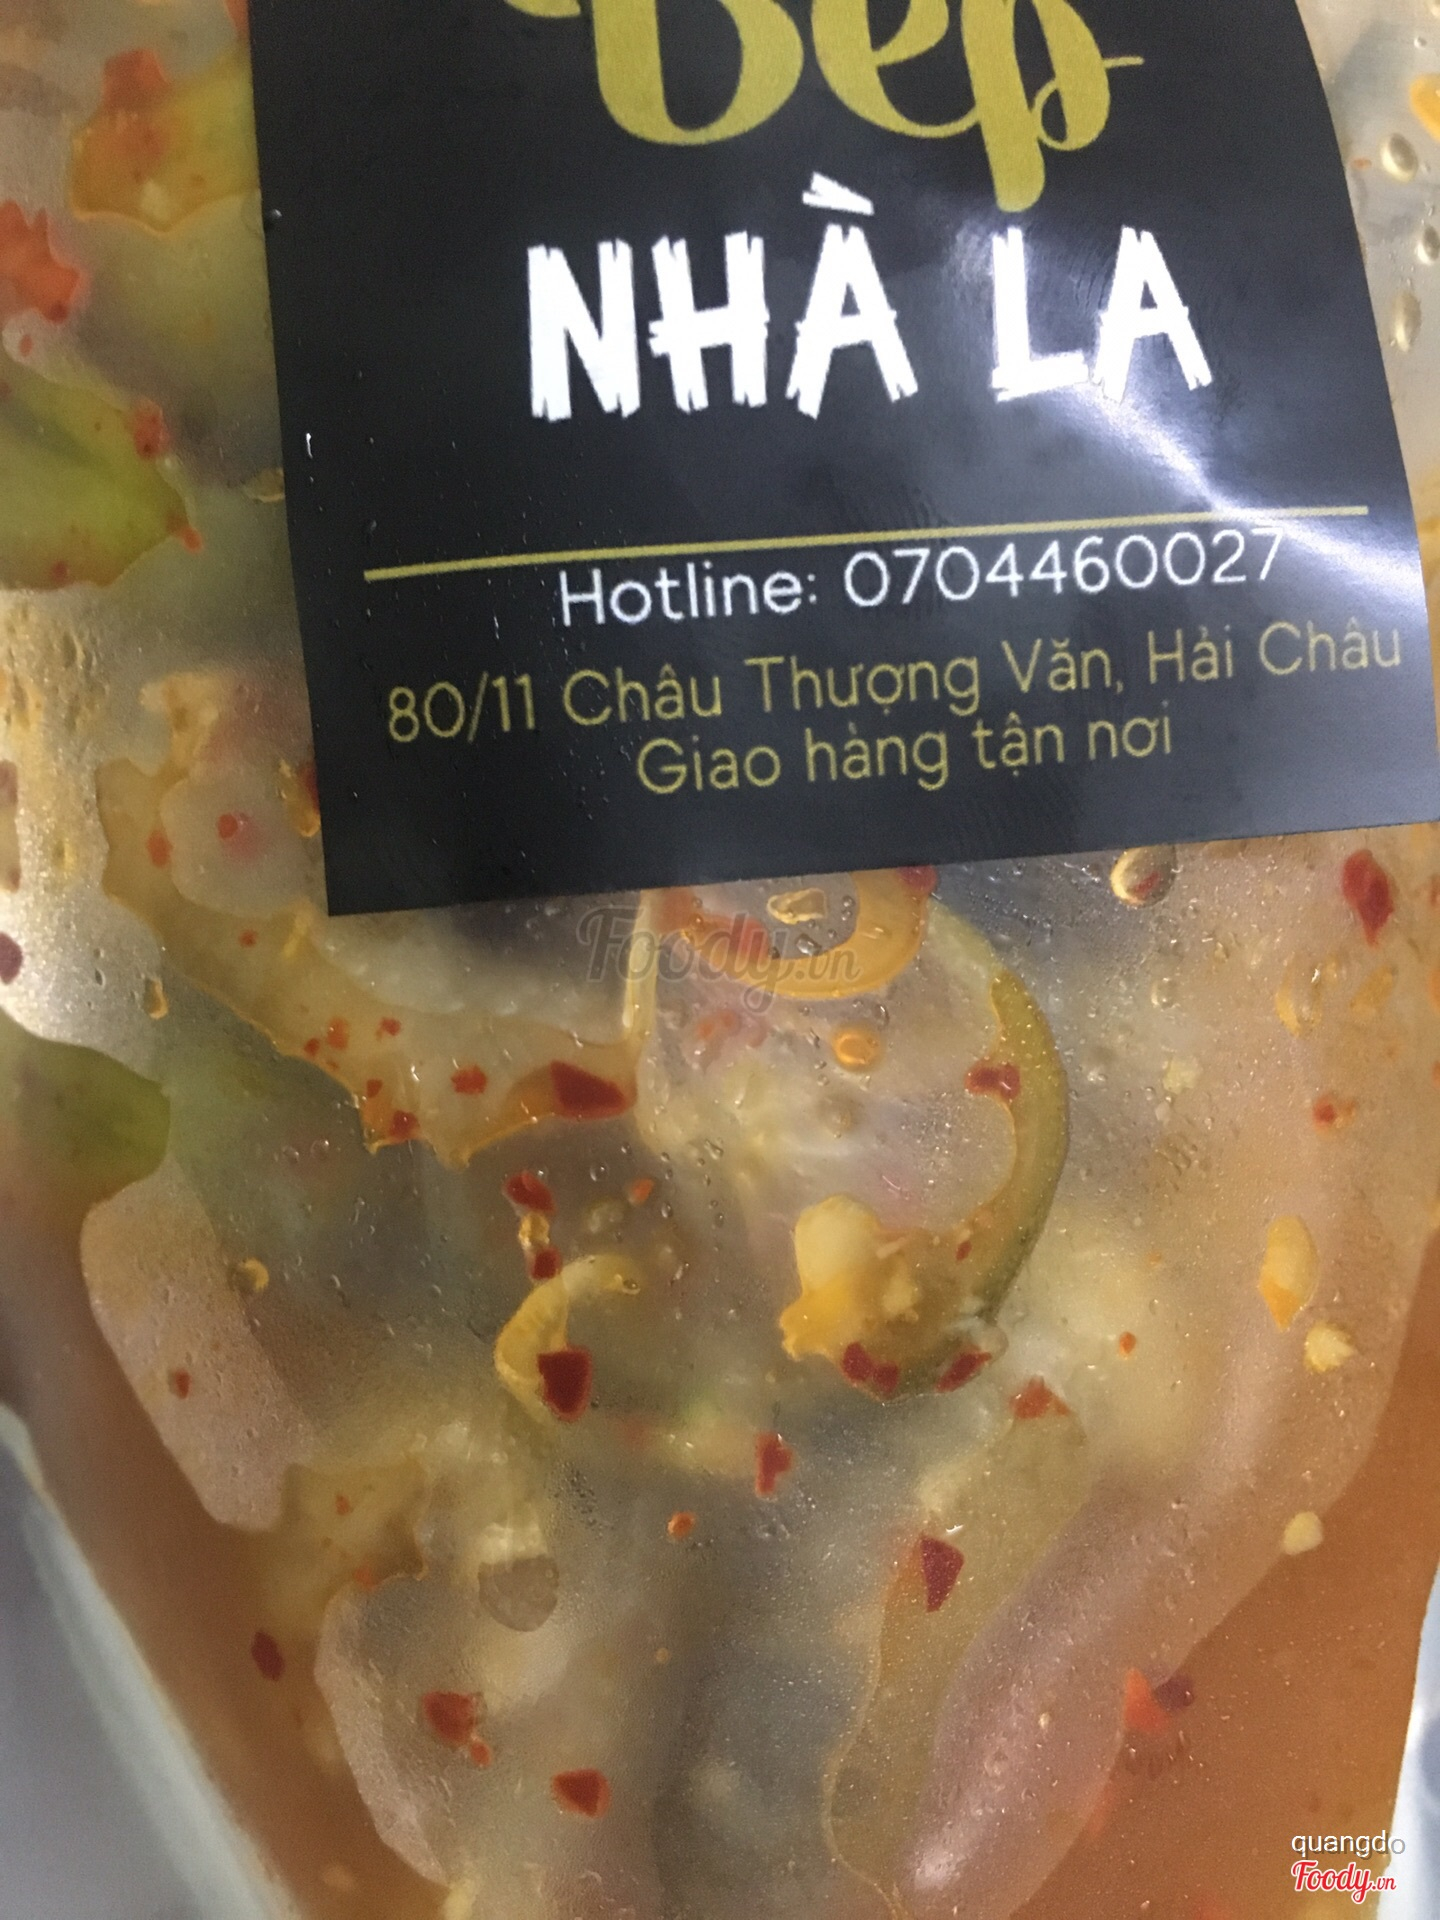 Bếp
NHÀ LA
Hotline: 0704460027
80/11 Châu Thượng Văn, Hải Châu
Giao hàng tận nơi
Foody.vn
quangdo
Foody.vn